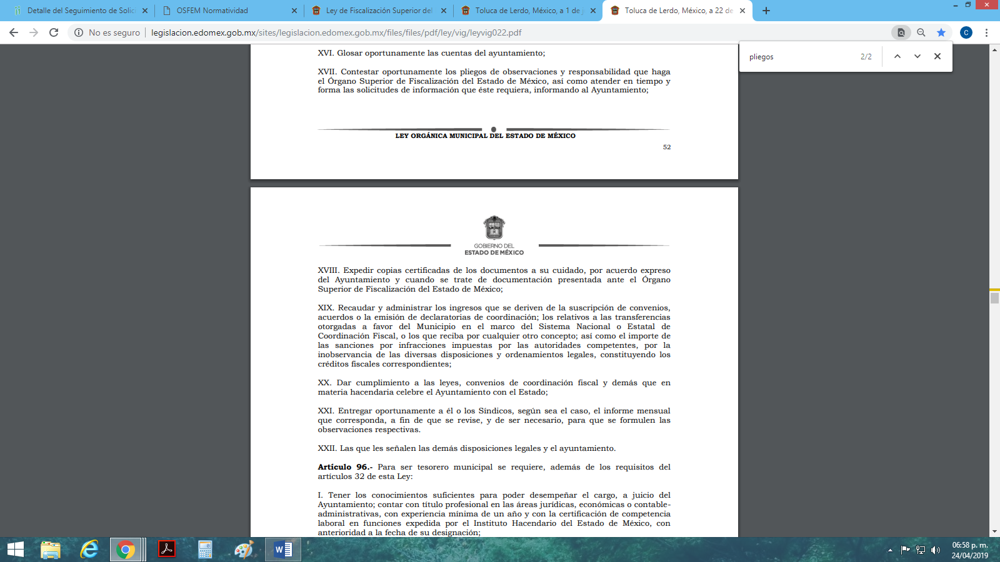 Detalle del Seguimiento de Solici
OSFEM Normatividad
Ley de Fiscalización Superior del
Toluca de Lerdo, México, a 1 de j
Toluca de Lerdo, México, a 22 de
No es seguro
legislacion.edomex.gob.mx/sites/legislacion.edomex.gob.mx/files/files/pdf/ley/vig/leyvig022.pdf
C
pliegos
2/2
XVI. Glosar oportunamente las cuentas del ayuntamiento;
XVII. Contestar oportunamente los pliegos de observaciones y responsabilidad que haga
el Órgano Superior de Fiscalización del Estado de México, así como atender en tiempo y
forma las solicitudes de información que éste requiera, informando al Ayuntamiento;
LEY ORGÁNICA MUNICIPAL DEL ESTADO DE MÉXICO
52
GOBIERNO DEL
ESTADO DE MÉXICO
XVIII. Expedir copias certificadas de los documentos a su cuidado, por acuerdo expreso
del Ayuntamiento y cuando se trate de documentación presentada ante el Órgano
Superior de Fiscalización del Estado de México;
XIX. Recaudar y administrar los ingresos que se deriven de la suscripción de convenios,
acuerdos o la emisión de declaratorias de coordinación; los relativos a las transferencias
otorgadas a favor del Municipio en el marco del Sistema Nacional o Estatal de
Coordinación Fiscal, o los que reciba por cualquier otro concepto; así como el importe de
las sanciones por infracciones impuestas por las autoridades competentes, por la
inobservancia de las diversas disposiciones y ordenamientos legales, constituyendo los
créditos fiscales correspondientes;
XX. Dar cumplimiento a las leyes, convenios de coordinación fiscal y demás que en
materia hacendaria celebre el Ayuntamiento con el Estado;
XXI. Entregar oportunamente a él o los Síndicos, según sea el caso, el informe mensual
que corresponda, a fin de que se revise, y de ser necesario, para que se formulen las
observaciones respectivas.
XXII. Las que les señalen las demás disposiciones legales y el ayuntamiento.
Artículo 96.- Para ser tesorero municipal se requiere, además de los requisitos del
artículos 32 de esta Ley:
I. Tener los conocimientos suficientes para poder desempeñar el cargo, a juicio del
Ayuntamiento; contar con título profesional en las áreas jurídicas, económicas o contable-
administrativas, con experiencia mínima de un año y con la certificación de competencia
laboral en funciones expedida por el Instituto Hacendario del Estado de México, con
anterioridad a la fecha de su designación;
06:58 p. m.
24/04/2019